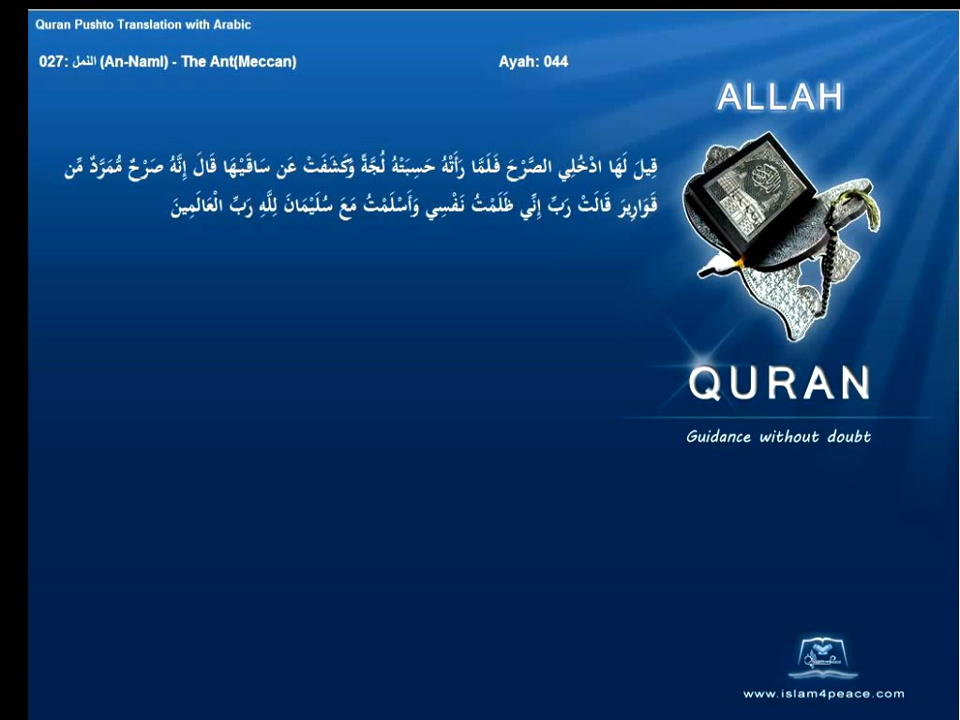 Quran Pushto Translation with Arabic
027: النمل (An-Naml) - The Ant(Meccan) Ayah: 044
ALLAH
قِيلَ لَهَا ادْخُلِي الصَّرْحَ فَلَمَّا رَأَتْهُ حَسِبَتْهُ لُجَّةً وَكَشَفَتْ عَن سَاقَيْهَا قَالَ إِنَّهُ صَرْحٌ مُّمَرَّدٌ مِّن
قَوَارِيرَ قَالَتْ رَبِّ إِنِّي ظَلَمْتُ نَفْسِي وَأَسْلَمْتُ مَعَ سُلَيْمَانَ لِلَّهِ رَبِّ الْعَالَمِينَ
QURAN
Guidance without doubt
www.islam4peace.com